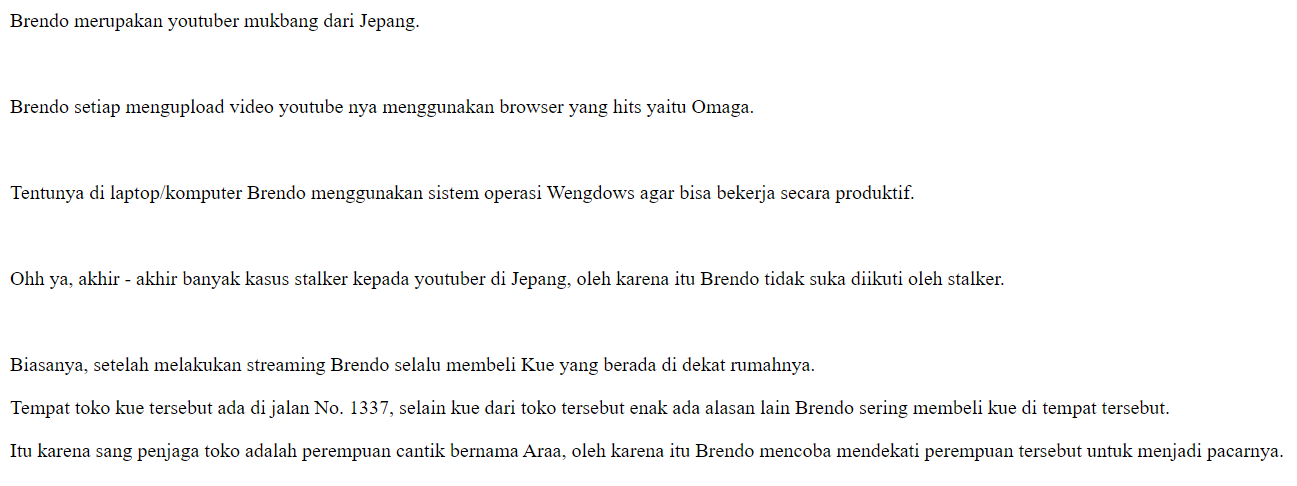 Brendo merupakan youtuber mukbang dari Jepang.
Brendo setiap mengupload video youtube nya menggunakan browser yang hits yaitu Omaga.
Tentunya di laptop/komputer Brendo menggunakan sistem operasi Wengdows agar bisa bekerja secara produktif.
Ohh ya, akhir - akhir banyak kasus stalker kepada youtuber di Jepang, oleh karena itu Brendo tidak suka diikuti oleh stalker.
Biasanya, setelah melakukan streaming Brendo selalu membeli Kue yang berada di dekat rumahnya.
Tempat toko kue tersebut ada di jalan No. 1337, selain kue dari toko tersebut enak ada alasan lain Brendo sering membeli kue di tempat tersebut.
Itu karena sang penjaga toko adalah perempuan cantik bernama Araa, oleh karena itu Brendo mencoba mendekati perempuan tersebut untuk menjadi pacarnya.